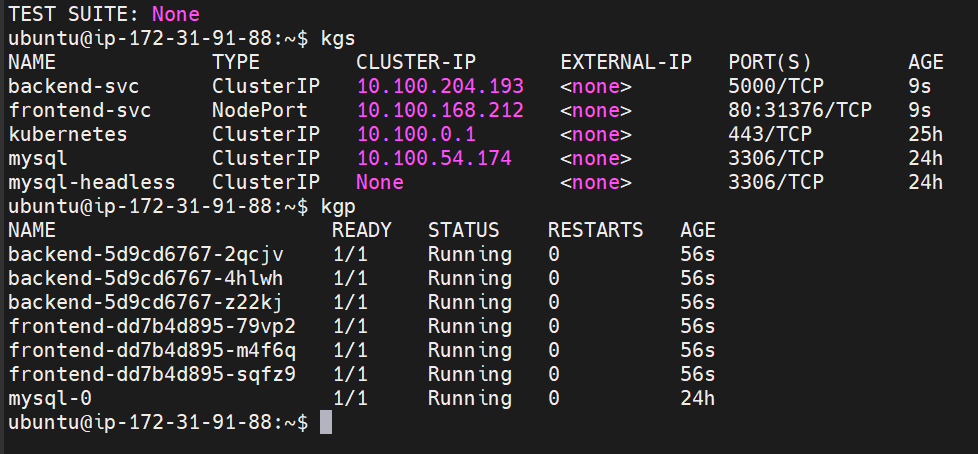 TEST SUITE: None
ubuntu@ip-172-31-91-88:~$ kgs
NAME TYPE CLUSTER-IP EXTERNAL-IP PORT(S) AGE
backend-svc ClusterIP 10.100.204.193 <none> 5000/TCP 9s
frontend-svc NodePort 10.100.168.212 <none> 80:31376/TCP 9s
kubernetes ClusterIP 10.100.0.1 <none> 443/TCP 25h
mysql ClusterIP 10.100.54.174 <none> 3306/TCP 24h
mysql-headless ClusterIP None <none> 3306/TCP 24h
ubuntu@ip-172-31-91-88:~$ kgp
NAME READY STATUS RESTARTS AGE
backend-5d9cd6767-2qcjv 1/1 Running 0 56s
backend-5d9cd6767-4hlwh 1/1 Running 0 56s
backend-5d9cd6767-z22kj 1/1 Running 0 56s
frontend-dd7b4d895-79vp2 1/1 Running 0 56s
frontend-dd7b4d895-m4f6q 1/1 Running 0 56s
frontend-dd7b4d895-sqfz9 1/1 Running 0 56s
mysql-0 1/1 Running 0 24h
ubuntu@ip-172-31-91-88:~$